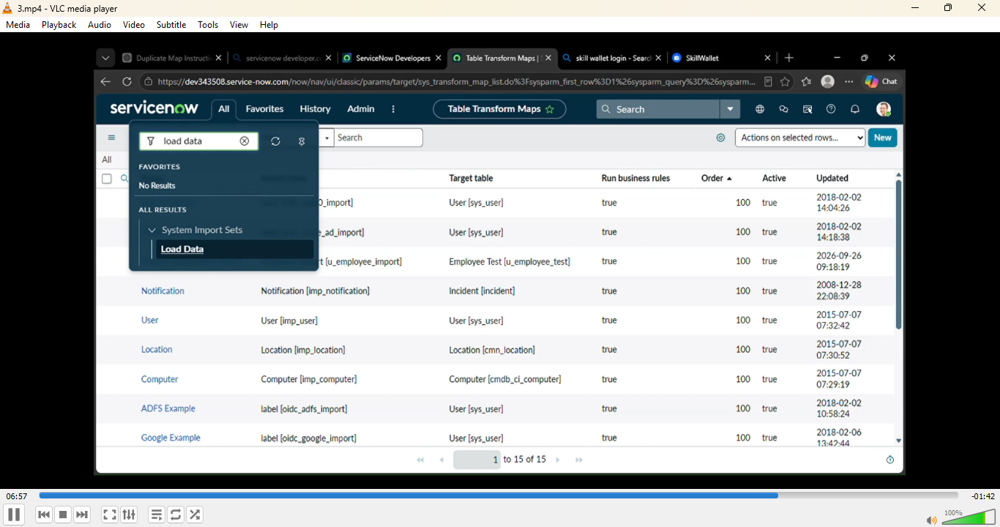 3.mp4 - VLC media player
Media Playback Audio Video Subtitle Tools View Help
Duplicate Map Instructi servicenow developer.c ServiceNow Developers Table Transform Maps | skill wallet login - Search SkillWallet
https://dev343508.service-now.com/now/nav/ui/classic/params/target/sys_transform_map_list.do%3Fsysparm_first_row%3D1%26sysparm_query%3D%26sysparm... Chat
servicenow All Favorites History Admin Table Transform Maps Search
load data Search Actions on selected rows... New
All
FAVORITES
No Results
ALL RESULTS
System Import Sets
Load Data
Target table Run business rules Order Active Updated
0_import] User [sys_user] true 100 true 2018-02-02 14:04:26
e_ad_import] User [sys_user] true 100 true 2018-02-02 14:18:38
rt [u_employee_import] Employee Test [u_employee_test] true 100 true 2026-09-26 09:18:19
Notification Notification [imp_notification] Incident [incident] true 100 true 2008-12-28 22:08:39
User User [imp_user] User [sys_user] true 100 true 2015-07-07 07:32:42
Location Location [imp_location] Location [cmn_location] true 100 true 2015-07-07 07:30:52
Computer Computer [imp_computer] Computer [cmdb_ci_computer] true 100 true 2015-07-07 07:29:19
ADFS Example label [oidc_adfs_import] User [sys_user] true 100 true 2018-02-02 10:58:24
Google Example label [oidc_google_import] User [sys_user] true 100 true 2018-02-06 13:42:44
1 to 15 of 15
06:57 -01:42
100%